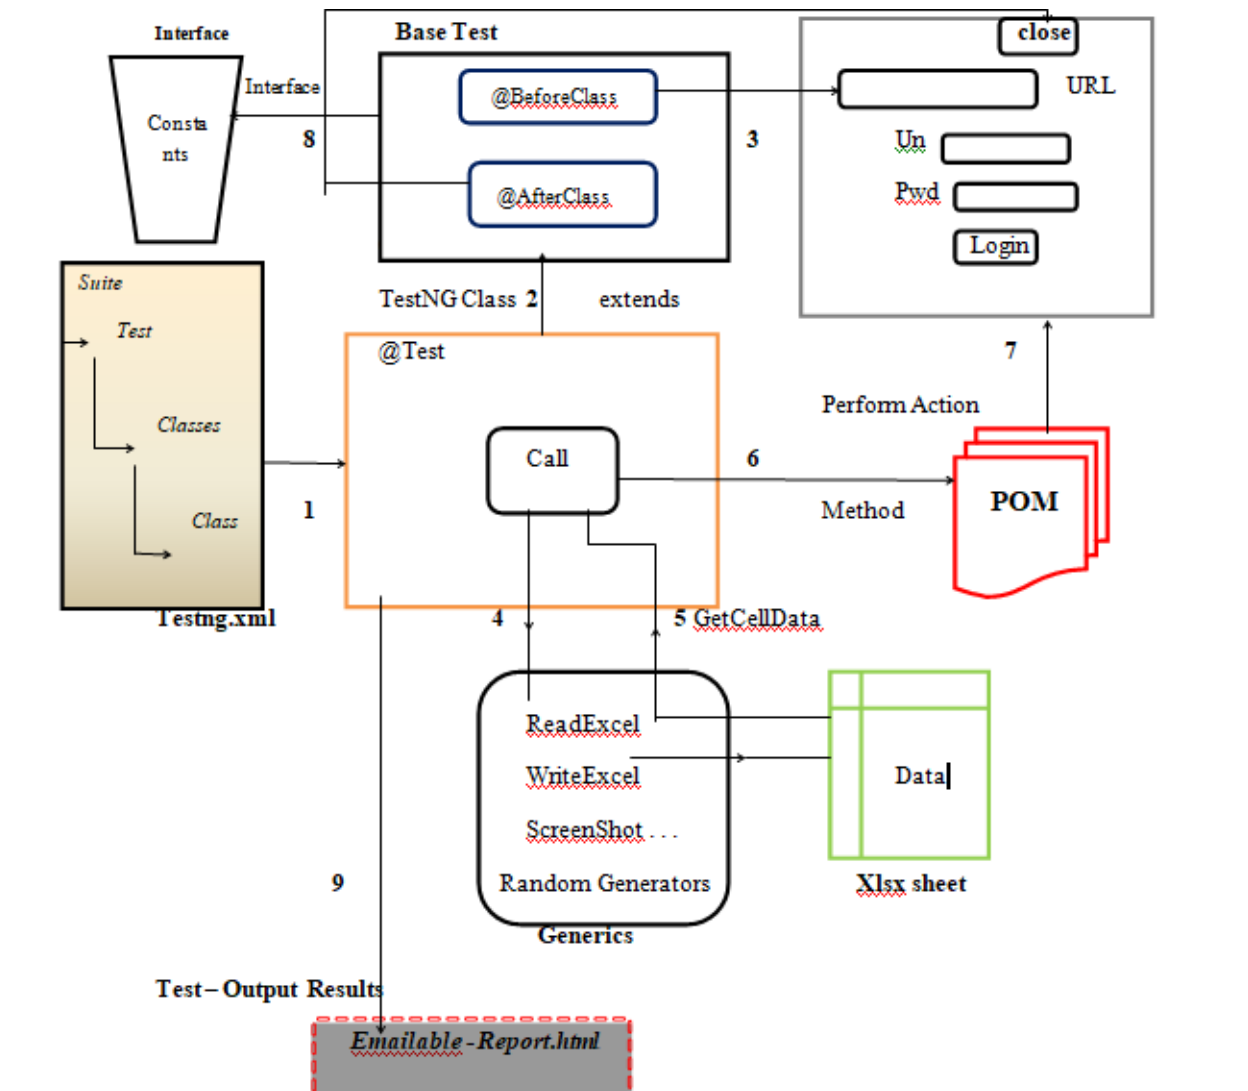 Interface
Base Test
close
Interface
@BeforeClass
URL
Consta
nts
8
3
Un
@AfterClass
Pwd
Login
Suite
TestNG Class 2 extends
Test
@Test
7
Perform Action
Classes
Call
6
POM
Class
1
Method
Testng.xml
4
5 GetCellData
ReadExcel
WriteExcel
Data
ScreenShot . . .
9
Random Generators
Xlsx sheet
Generics
Test – Output Results
Emailable - Report.html